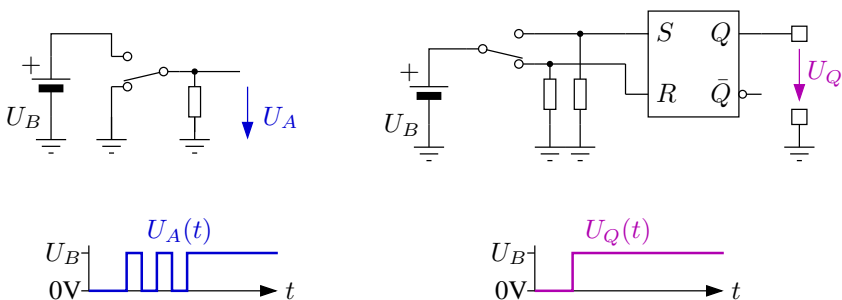 +
U_B
U_A
+
U_B
S
Q
R
Q̄
U_Q
U_A(t)
U_B
0V
t
U_Q(t)
U_B
0V
t